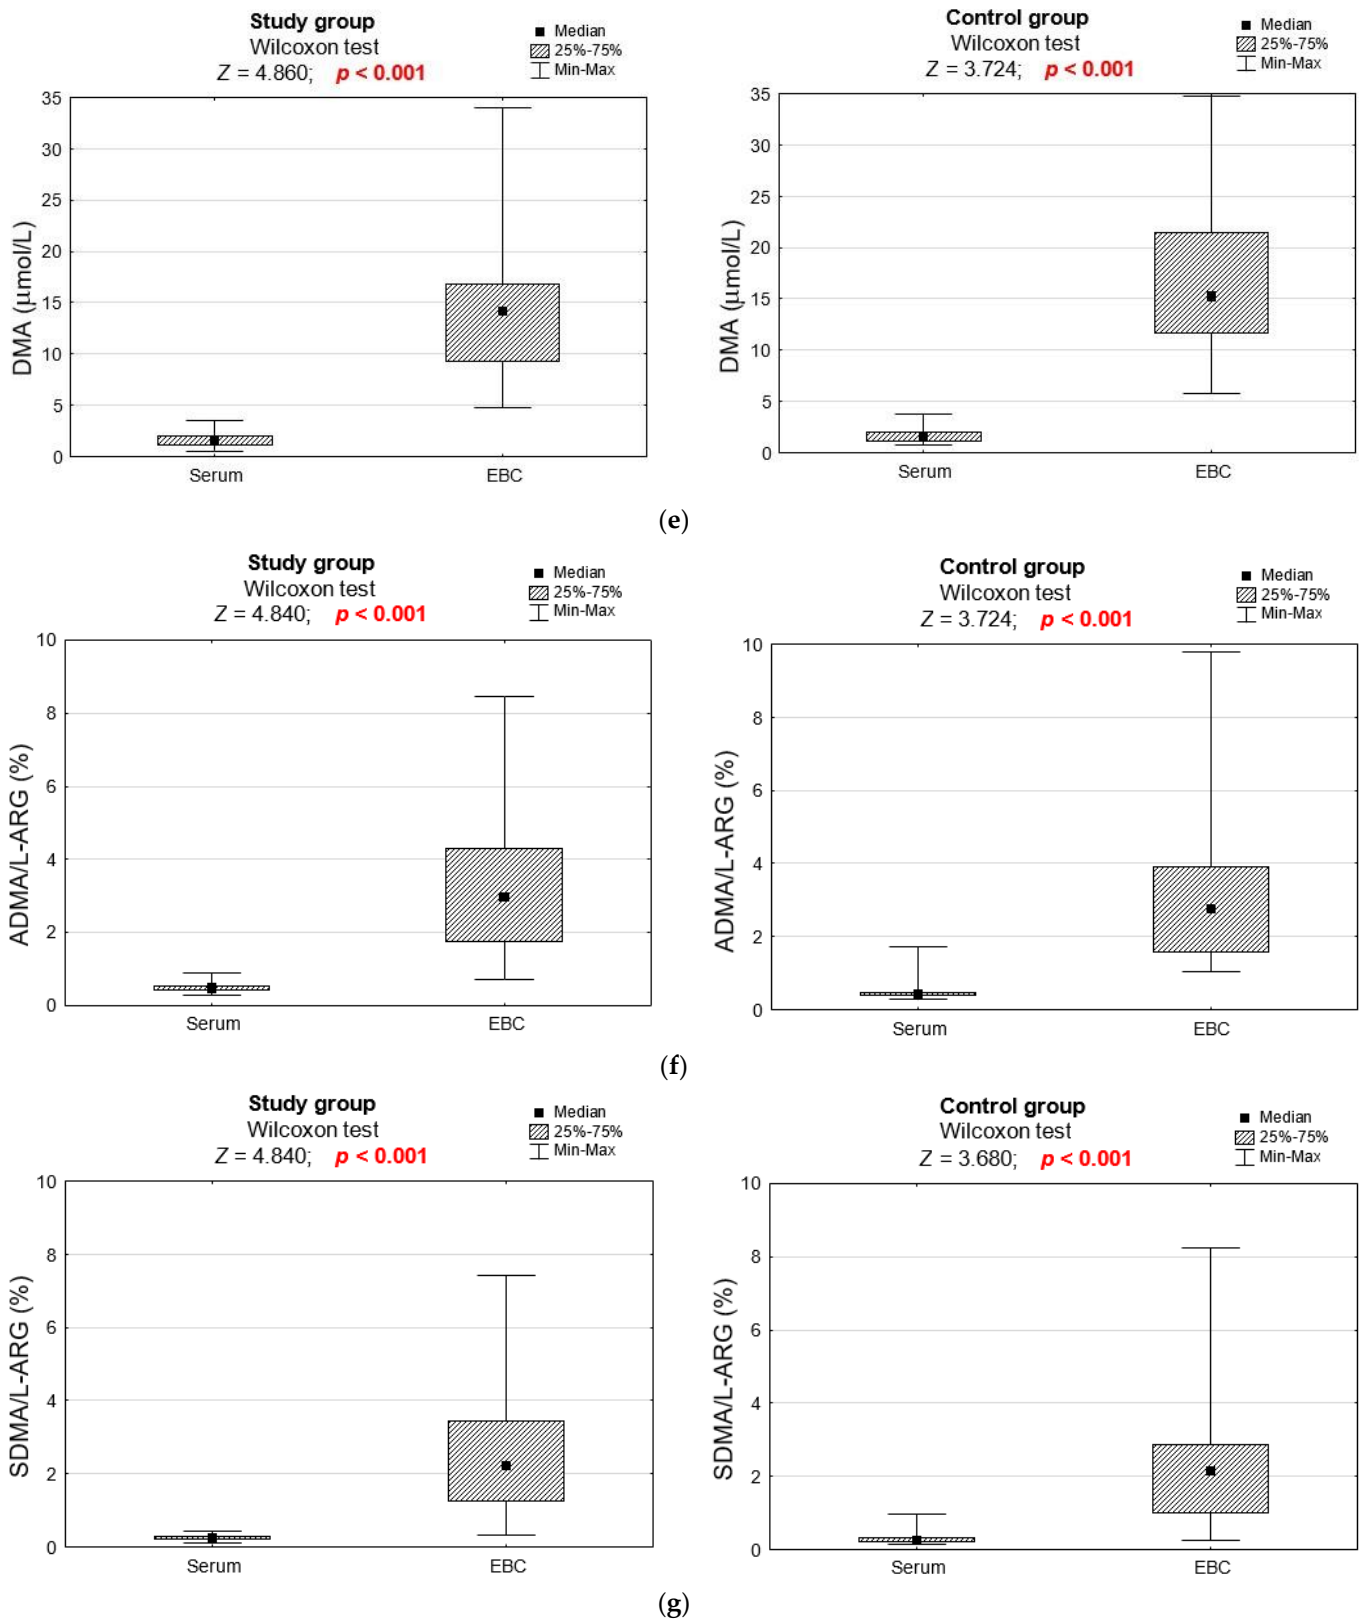 Study group
Wilcoxon test
Z = 4.860; p < 0.001
Median
25%-75%
Min-Max
35
30
25
20
15
10
5
0
DMA (µmol/L)
Serum EBC
Control group
Wilcoxon test
Z = 3.724; p < 0.001
Median
25%-75%
Min-Max
35
30
25
20
15
10
5
0
DMA (µmol/L)
Serum EBC
(e)
Study group
Wilcoxon test
Z = 4.840; p < 0.001
Median
25%-75%
Min-Max
10
8
6
4
2
0
ADMA/L-ARG (%)
Serum EBC
Control group
Wilcoxon test
Z = 3.724; p < 0.001
Median
25%-75%
Min-Max
10
8
6
4
2
0
ADMA/L-ARG (%)
Serum EBC
(f)
Study group
Wilcoxon test
Z = 4.840; p < 0.001
Median
25%-75%
Min-Max
10
8
6
4
2
0
SDMA/L-ARG (%)
Serum EBC
Control group
Wilcoxon test
Z = 3.680; p < 0.001
Median
25%-75%
Min-Max
10
8
6
4
2
0
SDMA/L-ARG (%)
Serum EBC
(g)